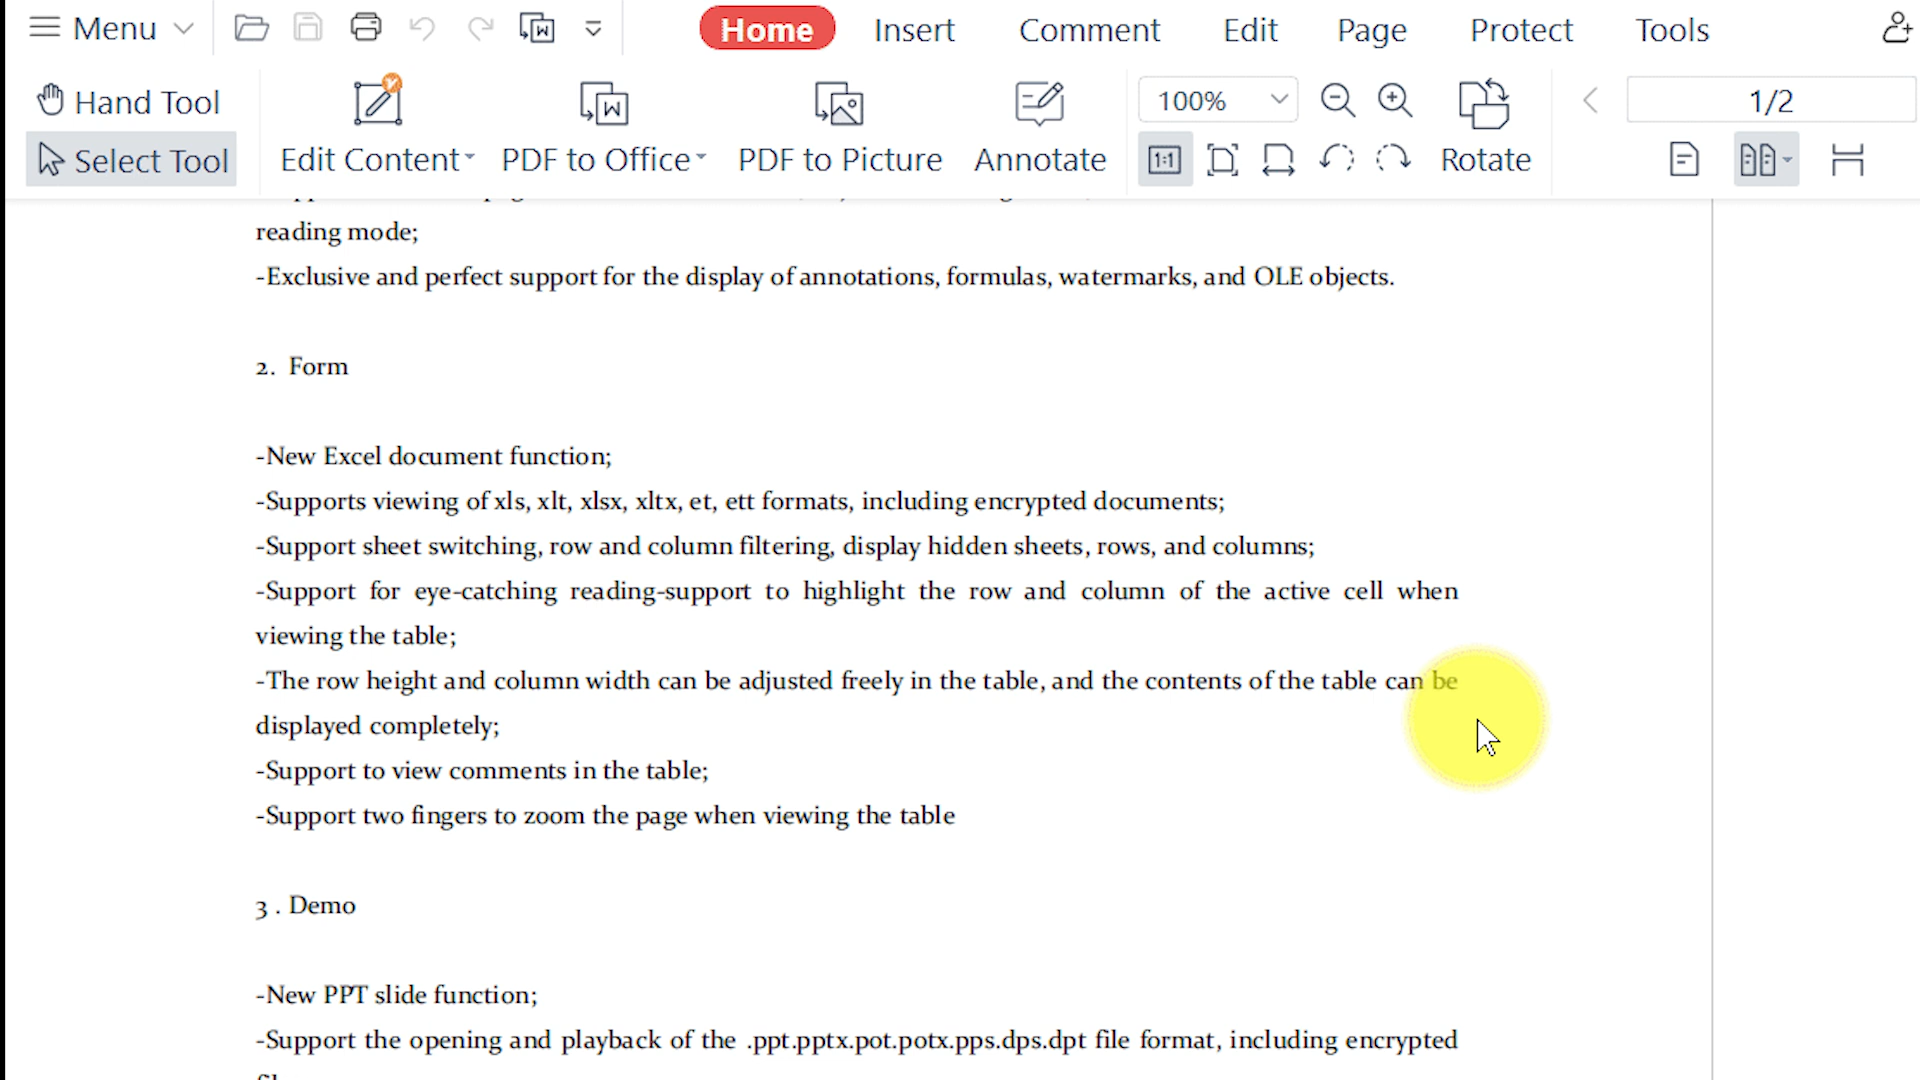 Menu
Home Insert Comment Edit Page Protect Tools
Hand Tool
100%
1/2
Select Tool Edit Content PDF to Office PDF to Picture Annotate 1:1 Rotate
reading mode;
-Exclusive and perfect support for the display of annotations, formulas, watermarks, and OLE objects.
2. Form
-New Excel document function;
-Supports viewing of xls, xlt, xlsx, xltx, et, ett formats, including encrypted documents;
-Support sheet switching, row and column filtering, display hidden sheets, rows, and columns;
-Support for eye-catching reading-support to highlight the row and column of the active cell when
viewing the table;
-The row height and column width can be adjusted freely in the table, and the contents of the table can be
displayed completely;
-Support to view comments in the table;
-Support two fingers to zoom the page when viewing the table
3 . Demo
-New PPT slide function;
-Support the opening and playback of the .ppt.pptx.pot.potx.pps.dps.dpt file format, including encrypted